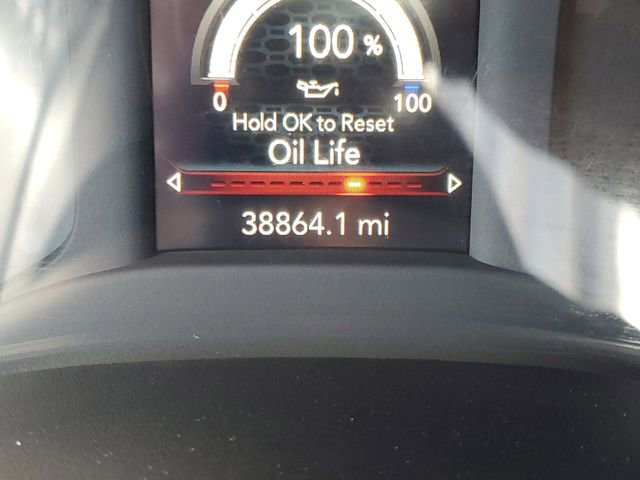 100 %
0 100
Hold OK to Reset
Oil Life
38864.1 mi